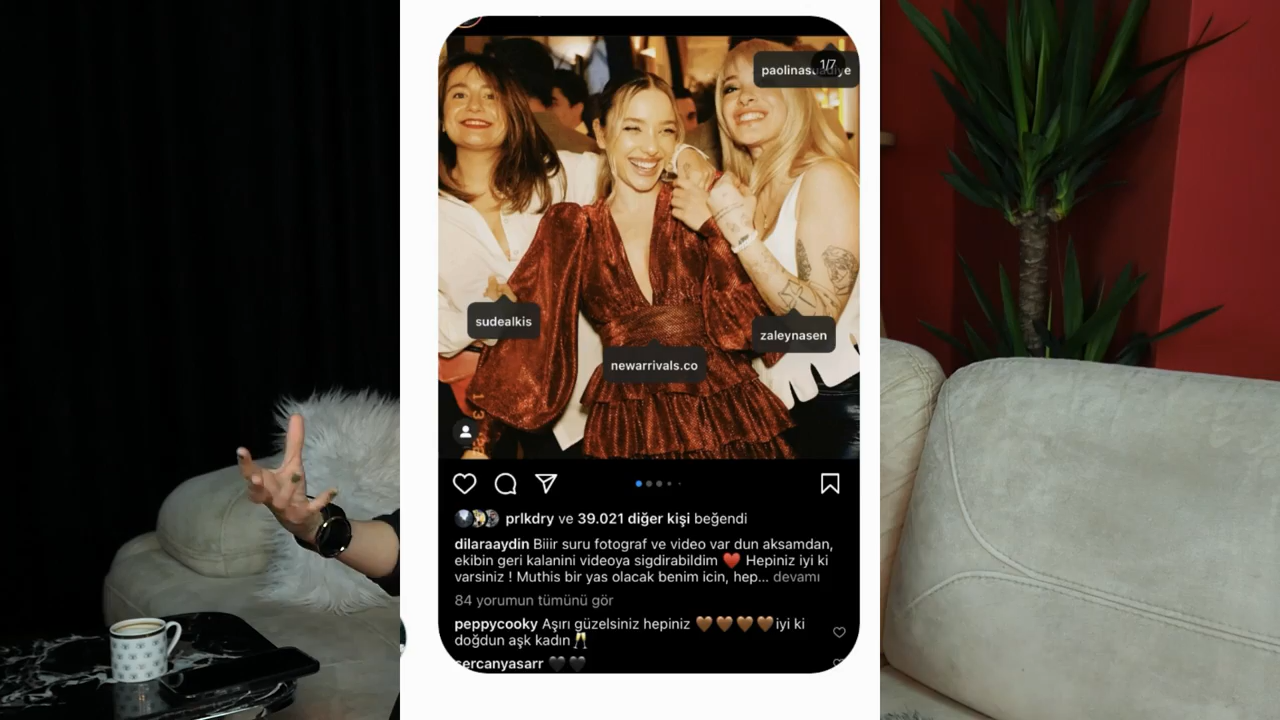 1/7
sudealkis
zaleynasen
newarrivals.co
prlkdry ve 39.021 diğer kişi beğendi
dilaraaydin Biiir suru fotograf ve video var dun aksamdan,
ekibin geri kalanini videoya sigdirabildim ❤️ Hepiniz iyi ki
varsiniz ! Muthis bir yas olacak benim icin, hep... devamı
84 yorumun tümünü gör
peppycooky Aşırı güzelsiniz hepiniz 🤎🤎🤎🤎iyi ki
doğdun aşk kadın🥂
sercanyasarr 🖤🖤